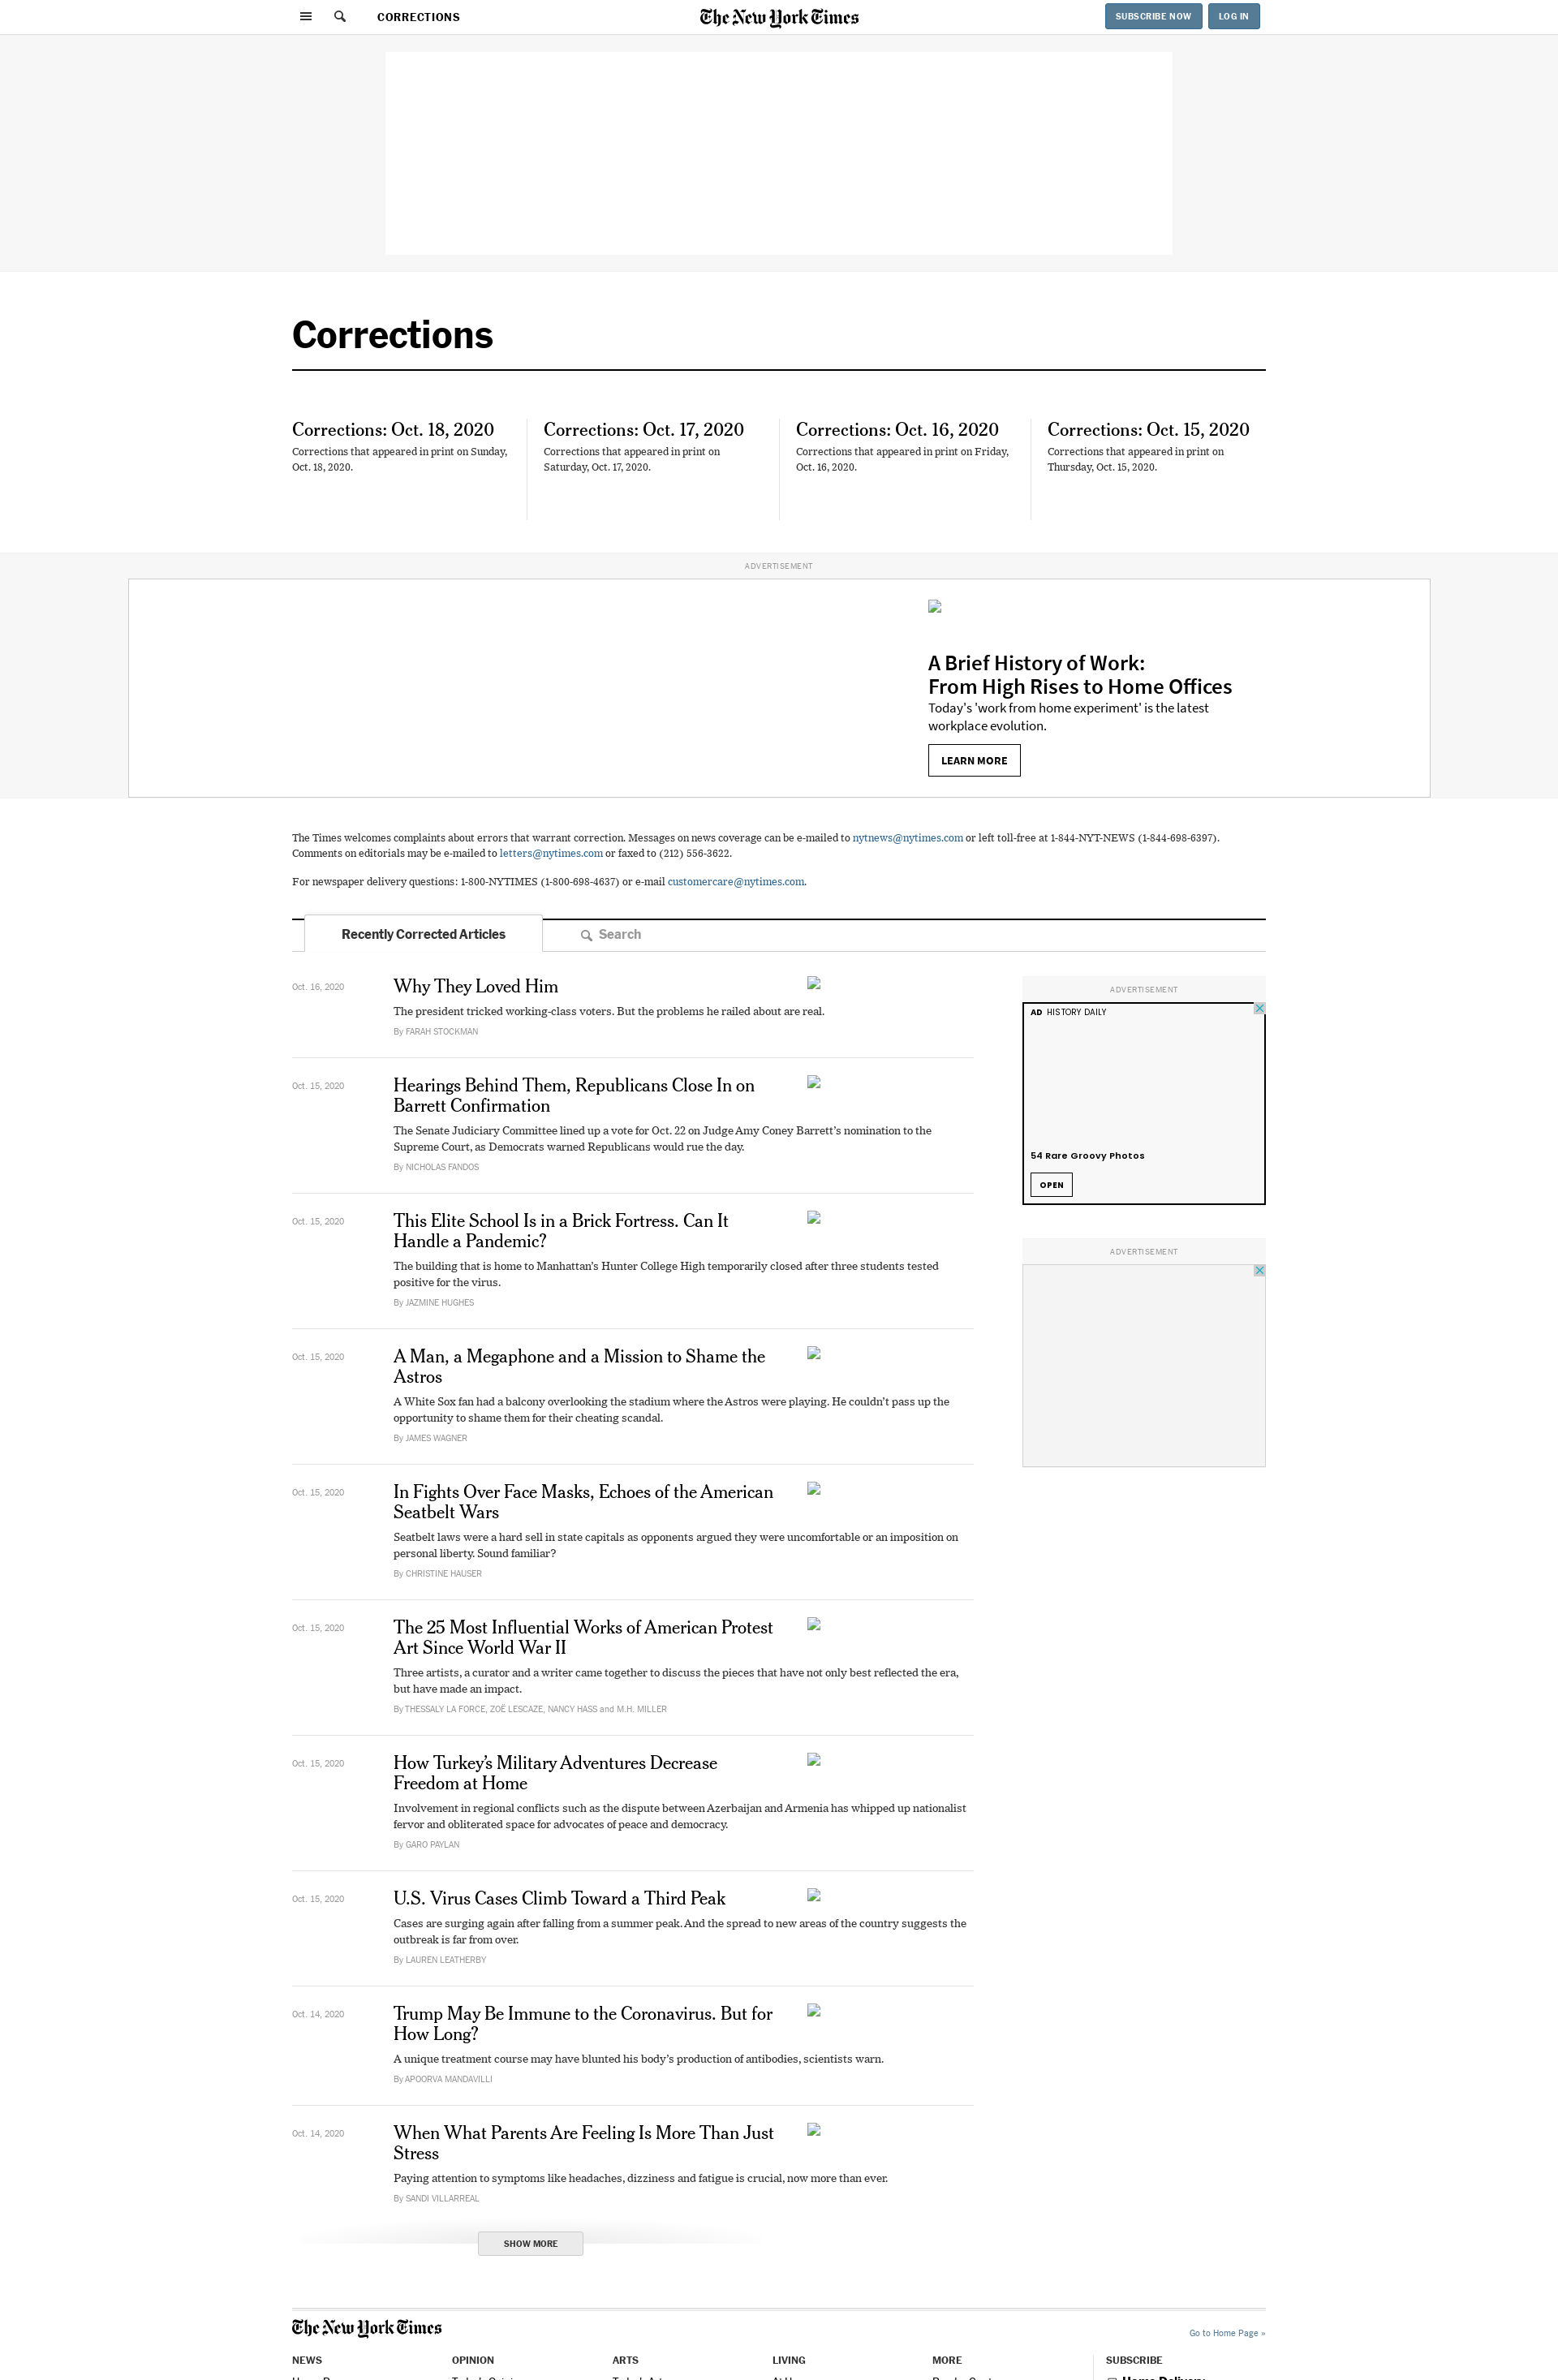 CORRECTIONS
The New York Times
SUBSCRIBE NOW
LOG IN
Corrections
Corrections: Oct. 18, 2020
Corrections that appeared in print on Sunday,
Oct. 18, 2020.
Corrections: Oct. 17, 2020
Corrections that appeared in print on
Saturday, Oct. 17, 2020.
Corrections: Oct. 16, 2020
Corrections that appeared in print on Friday,
Oct. 16, 2020.
Corrections: Oct. 15, 2020
Corrections that appeared in print on
Thursday, Oct. 15, 2020.
ADVERTISEMENT
A Brief History of Work:
From High Rises to Home Offices
Today's 'work from home experiment' is the latest
workplace evolution.
LEARN MORE
The Times welcomes complaints about errors that warrant correction. Messages on news coverage can be e-mailed to nytnews@nytimes.com or left toll-free at 1-844-NYT-NEWS (1-844-698-6397).
Comments on editorials may be e-mailed to letters@nytimes.com or faxed to (212) 556-3622.
For newspaper delivery questions: 1-800-NYTIMES (1-800-698-4637) or e-mail customercare@nytimes.com.
Recently Corrected Articles
Search
Oct. 16, 2020
Why They Loved Him
The president tricked working-class voters. But the problems he railed about are real.
By FARAH STOCKMAN
Oct. 15, 2020
Hearings Behind Them, Republicans Close In on
Barrett Confirmation
The Senate Judiciary Committee lined up a vote for Oct. 22 on Judge Amy Coney Barrett's nomination to the
Supreme Court, as Democrats warned Republicans would rue the day.
By NICHOLAS FANDOS
Oct. 15, 2020
This Elite School Is in a Brick Fortress. Can It
Handle a Pandemic?
The building that is home to Manhattan's Hunter College High temporarily closed after three students tested
positive for the virus.
By JAZMINE HUGHES
Oct. 15, 2020
A Man, a Megaphone and a Mission to Shame the
Astros
A White Sox fan had a balcony overlooking the stadium where the Astros were playing. He couldn't pass up the
opportunity to shame them for their cheating scandal.
By JAMES WAGNER
Oct. 15, 2020
In Fights Over Face Masks, Echoes of the American
Seatbelt Wars
Seatbelt laws were a hard sell in state capitals as opponents argued they were uncomfortable or an imposition on
personal liberty. Sound familiar?
By CHRISTINE HAUSER
Oct. 15, 2020
The 25 Most Influential Works of American Protest
Art Since World War II
Three artists, a curator and a writer came together to discuss the pieces that have not only best reflected the era,
but have made an impact.
By THESSALY LA FORCE, ZOË LESCAZE, NANCY HASS and M.H. MILLER
Oct. 15, 2020
How Turkey's Military Adventures Decrease
Freedom at Home
Involvement in regional conflicts such as the dispute between Azerbaijan and Armenia has whipped up nationalist
fervor and obliterated space for advocates of peace and democracy.
By GARO PAYLAN
Oct. 15, 2020
U.S. Virus Cases Climb Toward a Third Peak
Cases are surging again after falling from a summer peak. And the spread to new areas of the country suggests the
outbreak is far from over.
By LAUREN LEATHERBY
Oct. 14, 2020
Trump May Be Immune to the Coronavirus. But for
How Long?
A unique treatment course may have blunted his body's production of antibodies, scientists warn.
By APOORVA MANDAVILLI
Oct. 14, 2020
When What Parents Are Feeling Is More Than Just
Stress
Paying attention to symptoms like headaches, dizziness and fatigue is crucial, now more than ever.
By SANDI VILLARREAL
SHOW MORE
ADVERTISEMENT
AD HISTORY DAILY
54 Rare Groovy Photos
OPEN
ADVERTISEMENT
The New York Times
Go to Home Page »
NEWS
OPINION
ARTS
LIVING
MORE
SUBSCRIBE